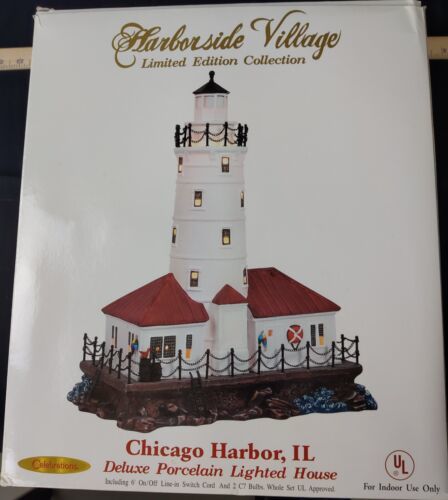 Harborside Village
Limited Edition Collection
Chicago Harbor, IL
Deluxe Porcelain Lighted House
Including 6' On/Off Line-in Switch Cord And 2 C7 Bulbs. Whole Set UL Approved.
Celebrations
UL
For Indoor Use Only